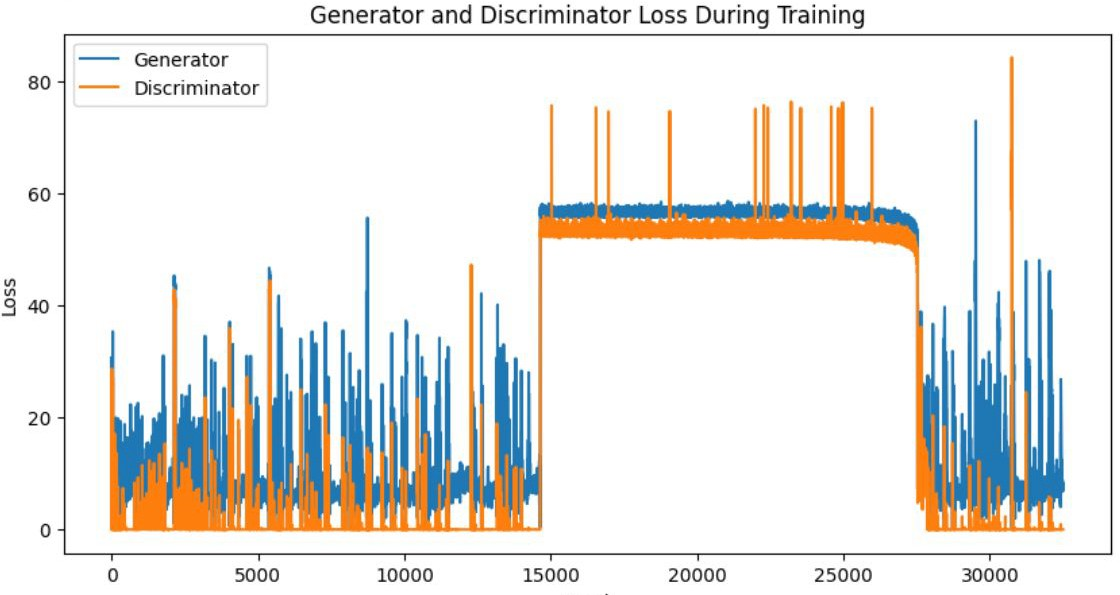 Generator and Discriminator Loss During Training
Generator
Discriminator
Loss
80
60
40
20
0
0 5000 10000 15000 20000 25000 30000